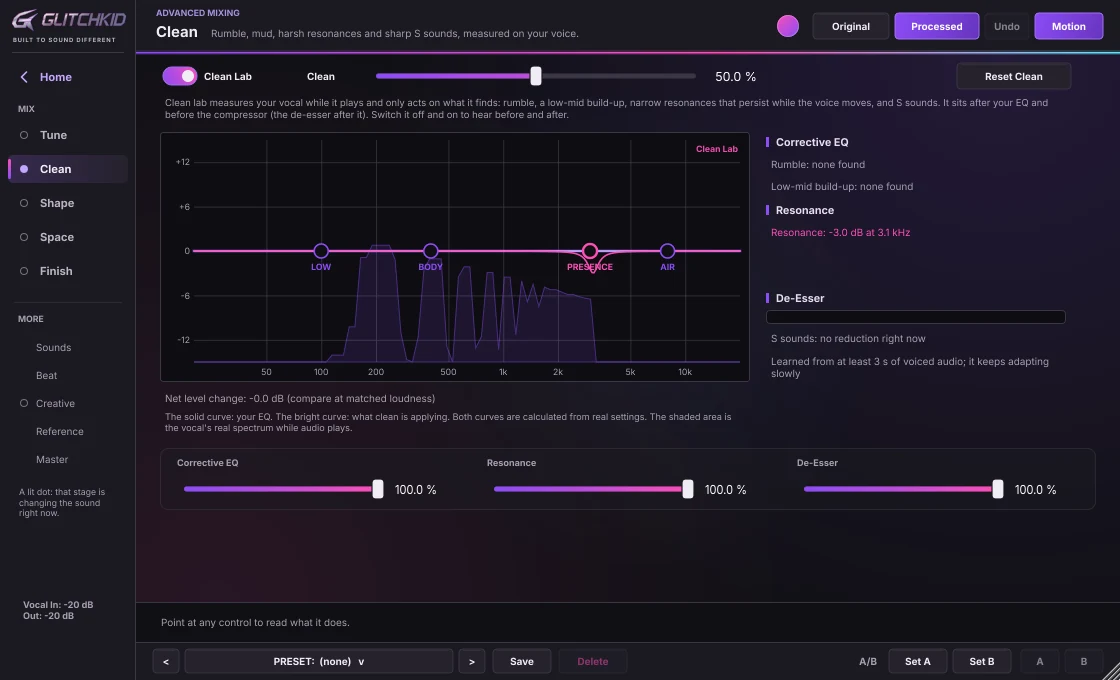 GLITCHKID
BUILT TO SOUND DIFFERENT
Home
MIX
Tune
Clean
Shape
Space
Finish
MORE
Sounds
Beat
Creative
Reference
Master
A lit dot: that stage is
changing the sound
right now.
Vocal In: -20 dB
Out: -20 dB
ADVANCED MIXING
Clean Rumble, mud, harsh resonances and sharp S sounds, measured on your voice.
Original Processed Undo Motion
Clean Lab Clean 50.0 % Reset Clean
Clean lab measures your vocal while it plays and only acts on what it finds: rumble, a low-mid build-up, narrow resonances that persist while the voice moves, and S sounds. It sits after your EQ and
before the compressor (the de-esser after it). Switch it off and on to hear before and after.
Clean Lab
+12
+6
0
-6
-12
LOW BODY PRESENCE AIR
50 100 200 500 1k 2k 5k 10k
Corrective EQ
Rumble: none found
Low-mid build-up: none found
Resonance
Resonance: -3.0 dB at 3.1 kHz
De-Esser
S sounds: no reduction right now
Learned from at least 3 s of voiced audio; it keeps adapting
slowly
Net level change: -0.0 dB (compare at matched loudness)
The solid curve: your EQ. The bright curve: what clean is applying. Both curves are calculated from real settings. The shaded area is
the vocal's real spectrum while audio plays.
Corrective EQ Resonance De-Esser
100.0 % 100.0 % 100.0 %
Point at any control to read what it does.
< PRESET: (none) v > Save Delete A/B Set A Set B A B